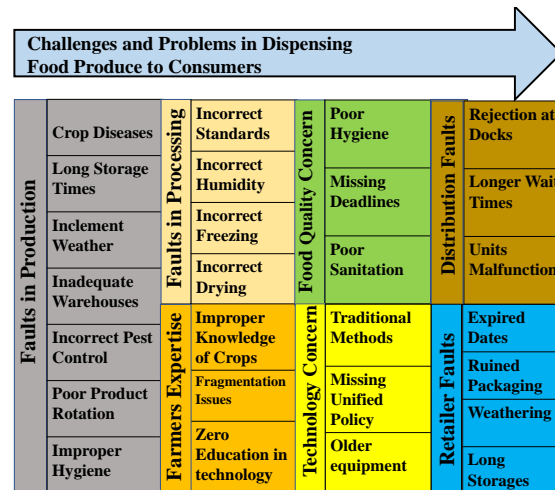 Challenges and Problems in Dispensing
Food Produce to Consumers
Faults in Production
Crop Diseases
Long Storage
Times
Inclement
Weather
Inadequate
Warehouses
Incorrect Pest
Control
Poor Product
Rotation
Improper
Hygiene
Faults in Processing
Incorrect
Standards
Incorrect
Humidity
Incorrect
Freezing
Incorrect
Drying
Farmers Expertise
Improper
Knowledge
of Crops
Fragmentation
Issues
Zero
Education in
technology
Food Quality Concern
Poor
Hygiene
Missing
Deadlines
Poor
Sanitation
Technology Concern
Traditional
Methods
Missing
Unified
Policy
Older
equipment
Distribution Faults
Rejection at
Docks
Longer Wait
Times
Units
Malfunction
Retailer Faults
Expired
Dates
Ruined
Packaging
Weathering
Long
Storages